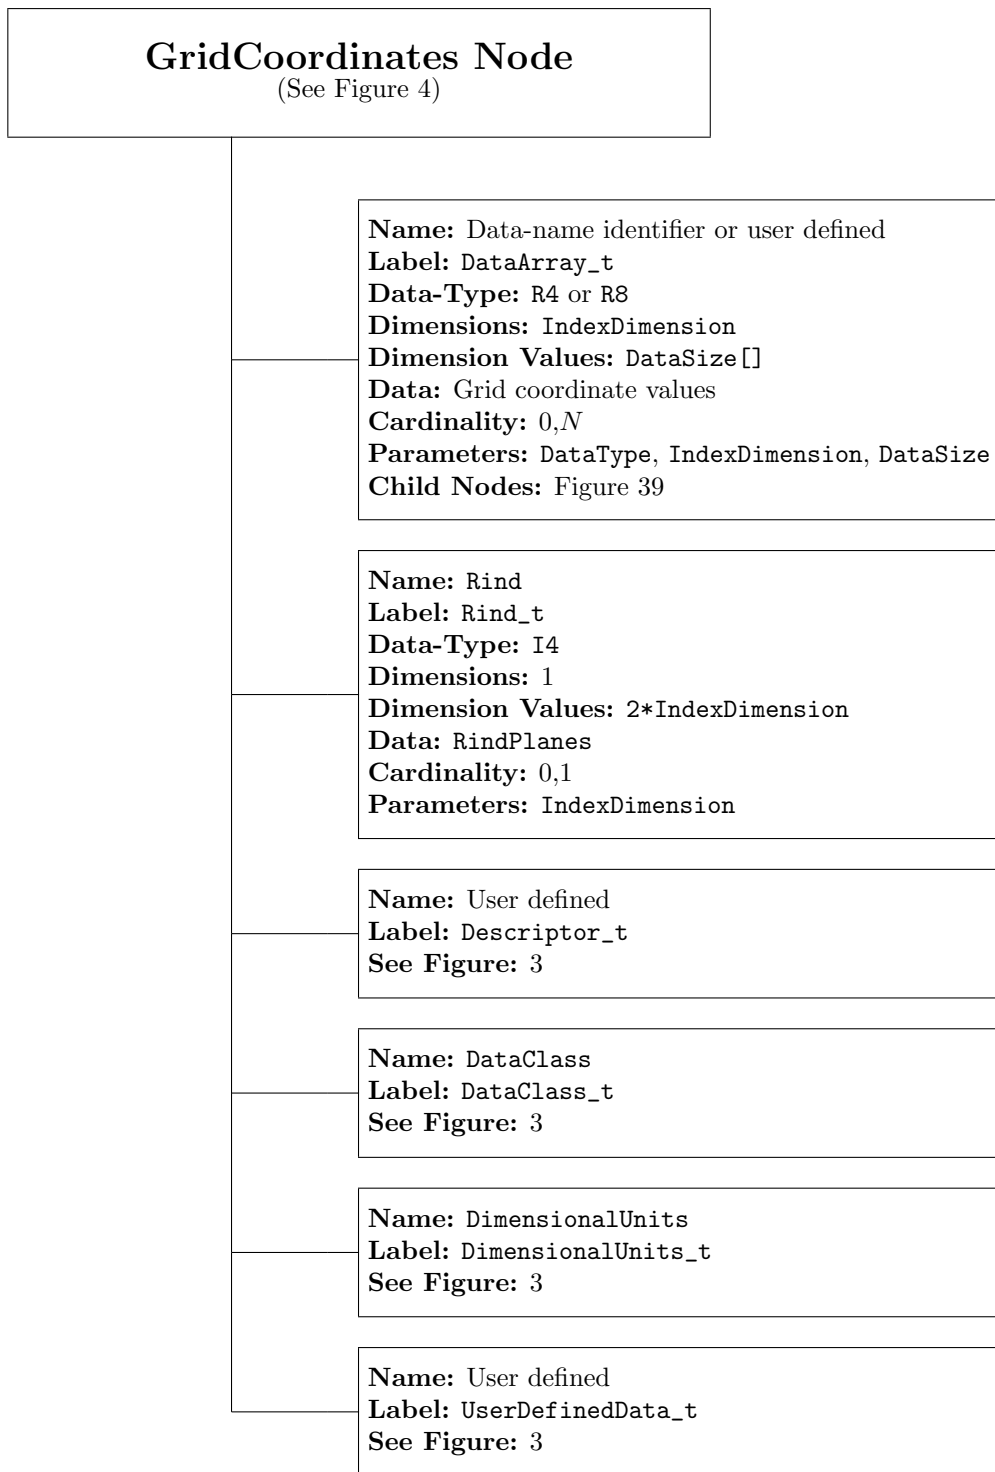 GridCoordinates Node
(See Figure 4)
Name: Data-name identifier or user defined
Label: DataArray_t
Data-Type: R4 or R8
Dimensions: IndexDimension
Dimension Values: DataSize[]
Data: Grid coordinate values
Cardinality: 0,N
Parameters: DataType, IndexDimension, DataSize
Child Nodes: Figure 39
Name: Rind
Label: Rind_t
Data-Type: I4
Dimensions: 1
Dimension Values: 2*IndexDimension
Data: RindPlanes
Cardinality: 0,1
Parameters: IndexDimension
Name: User defined
Label: Descriptor_t
See Figure: 3
Name: DataClass
Label: DataClass_t
See Figure: 3
Name: DimensionalUnits
Label: DimensionalUnits_t
See Figure: 3
Name: User defined
Label: UserDefinedData_t
See Figure: 3